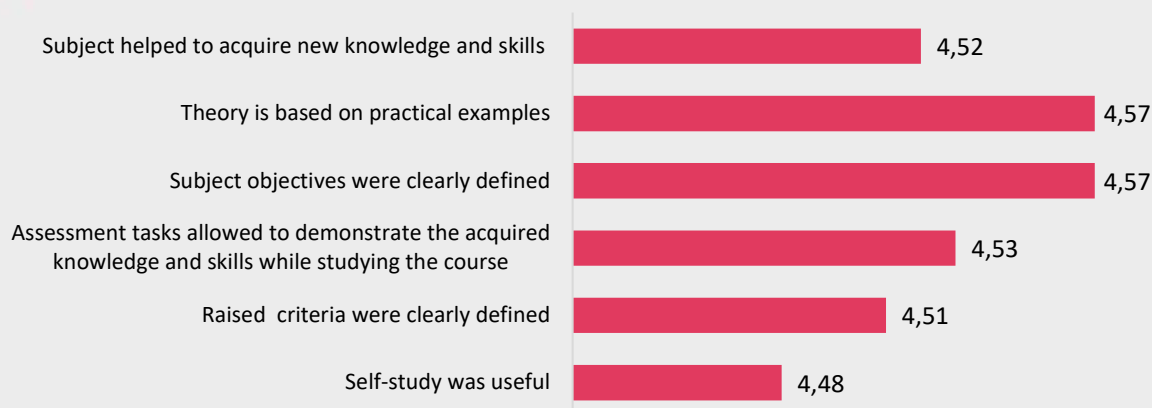 Subject helped to acquire new knowledge and skills
4,52
Theory is based on practical examples
4,57
Subject objectives were clearly defined
4,57
Assessment tasks allowed to demonstrate the acquired
knowledge and skills while studying the course
4,53
Raised  criteria were clearly defined
4,51
Self-study was useful
4,48